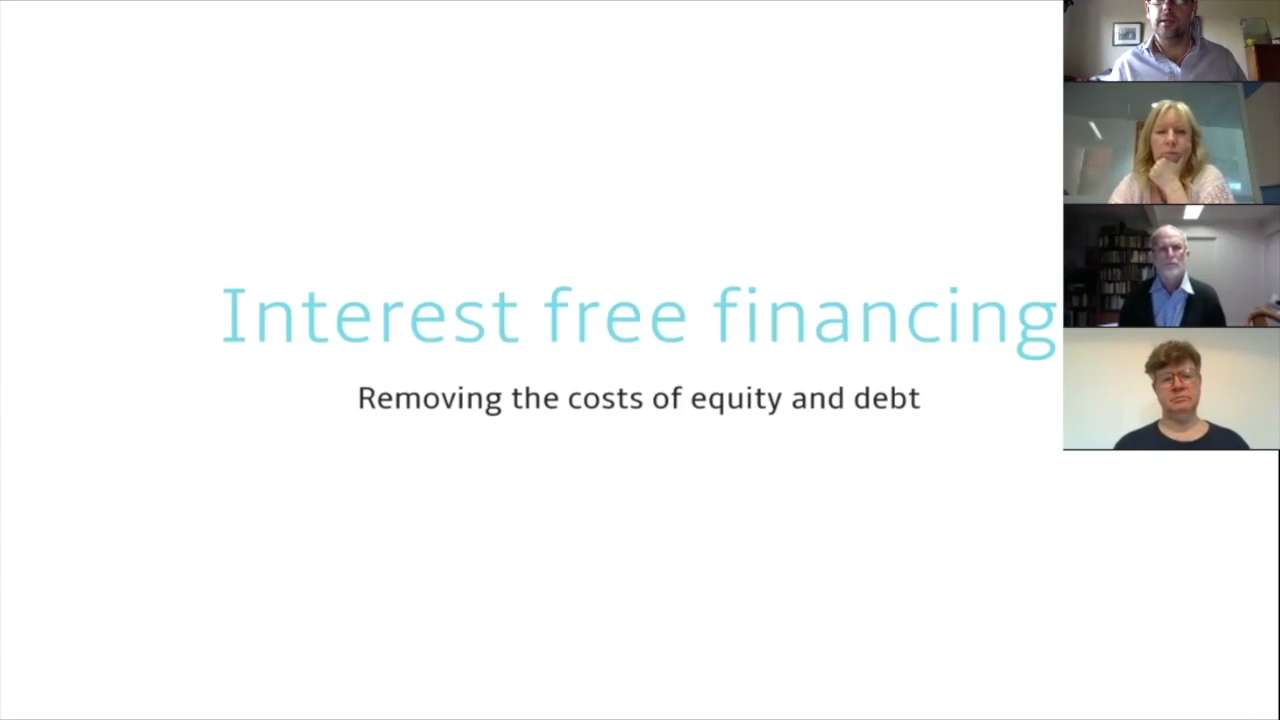 Interest free financing
Removing the costs of equity and debt